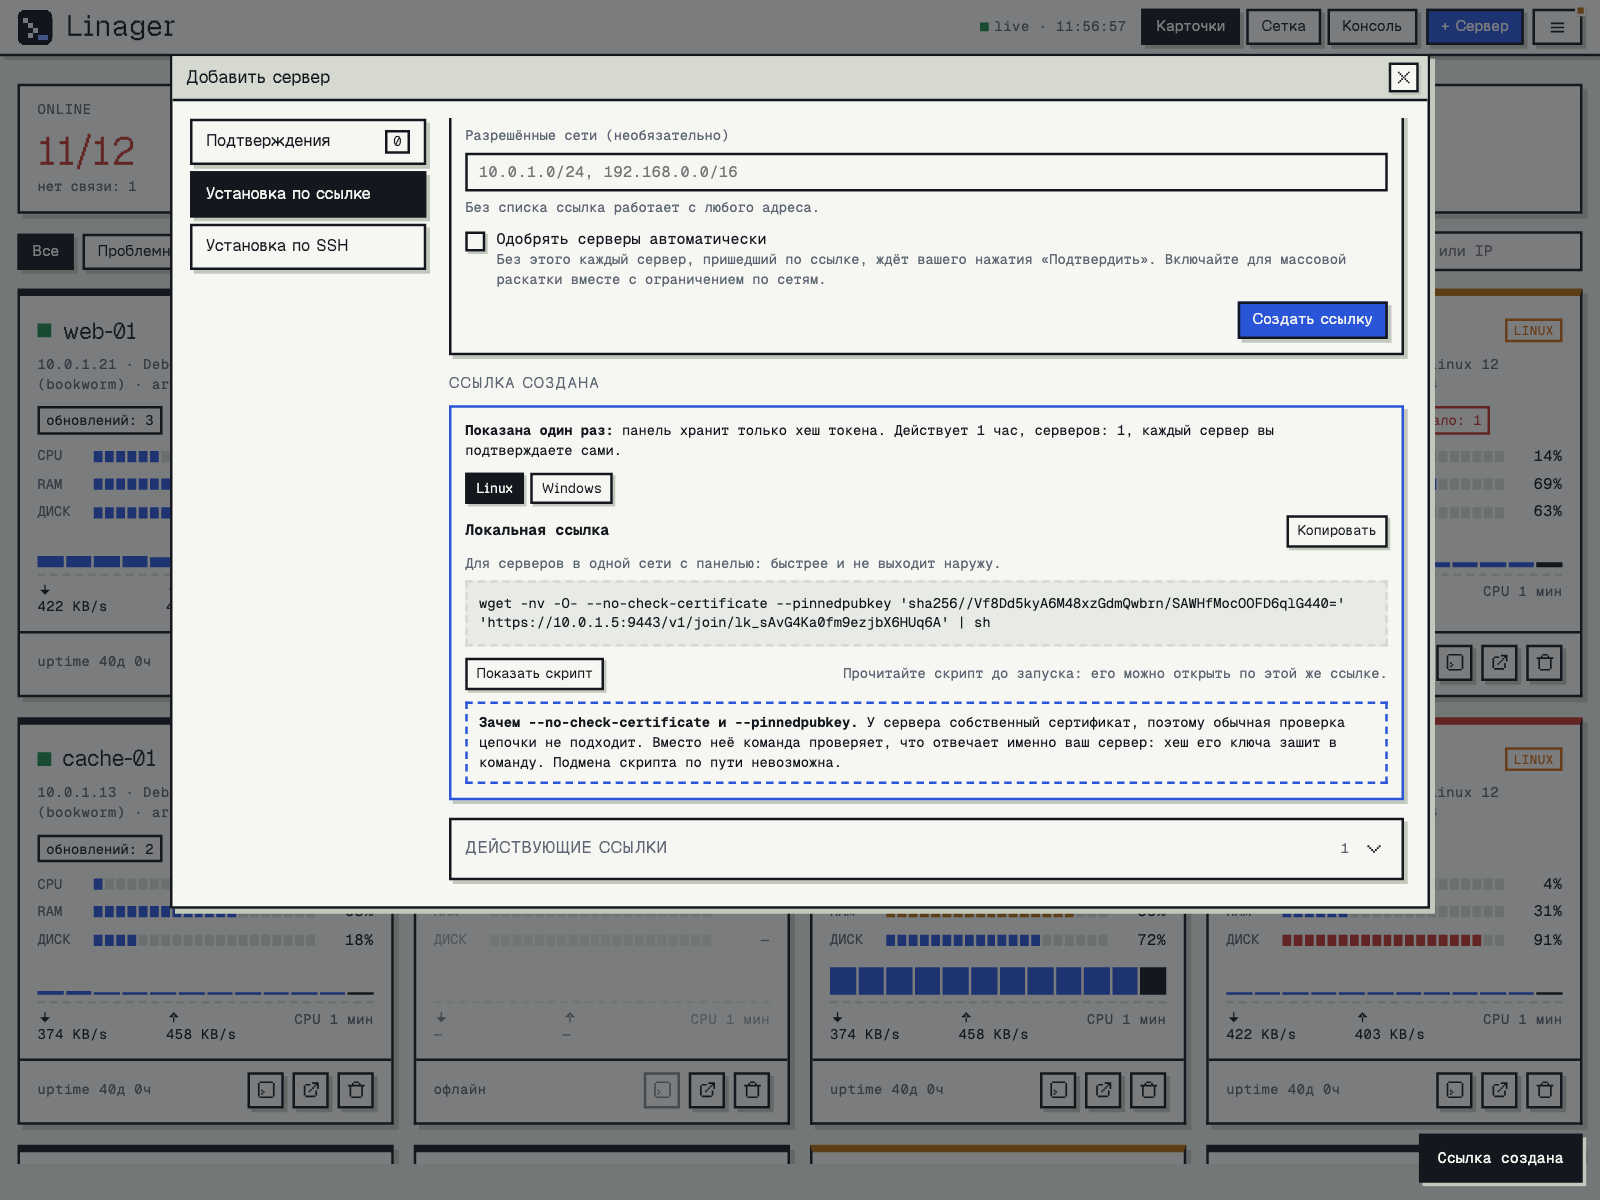 Linager
live · 11:56:57
Карточки
Сетка
Консоль
+ Сервер
Добавить сервер
ONLINE
11/12
нет связи: 1
Все
или IP
Подтверждения 0
Установка по ссылке
Установка по SSH
Разрешённые сети (необязательно)
10.0.1.0/24, 192.168.0.0/16
Без списка ссылка работает с любого адреса.
Одобрять серверы автоматически
Без этого каждый сервер, пришедший по ссылке, ждёт вашего нажатия «Подтвердить». Включайте для массовой
раскатки вместе с ограничением по сетям.
Создать ссылку
ССЫЛКА СОЗДАНА
Показана один раз: панель хранит только хеш токена. Действует 1 час, серверов: 1, каждый сервер вы
подтверждаете сами.
Linux
Windows
Локальная ссылка
Копировать
Для серверов в одной сети с панелью: быстрее и не выходит наружу.
wget -nv -O- --no-check-certificate --pinnedpubkey 'sha256//Vf8Dd5kyA6M48xzGdmQwbrn/SAWHfMocOOFD6qlG440='
'https://10.0.1.5:9443/v1/join/lk_sAvG4Ka0fm9ezjbX6HUq6A' | sh
Показать скрипт
Прочитайте скрипт до запуска: его можно открыть по этой же ссылке.
Зачем --no-check-certificate и --pinnedpubkey. У сервера собственный сертификат, поэтому обычная проверка
цепочки не подходит. Вместо неё команда проверяет, что отвечает именно ваш сервер: хеш его ключа зашит в
команду. Подмена скрипта по пути невозможна.
ДЕЙСТВУЮЩИЕ ССЫЛКИ 1
web-01
10.0.1.21 · Deb
(bookworm) ·
обновлений: 3
CPU
RAM
ДИСК
422 KB/s
uptime 40д 0ч
LINUX
inux 12
ало: 1
14%
69%
63%
CPU 1 мин
cache-01
10.0.1.13 · Deb
(bookworm) ·
обновлений: 2
CPU
RAM
ДИСК 18%
374 KB/s
458 KB/s
CPU 1 мин
uptime 40д 0ч
ДИСК –
–
–
CPU 1 мин
офлайн
ДИСК 72%
374 KB/s
458 KB/s
CPU 1 мин
uptime 40д 0ч
LINUX
inux 12
4%
31%
ДИСК 91%
422 KB/s
403 KB/s
CPU 1 мин
uptime 40д 0ч
Ссылка создана